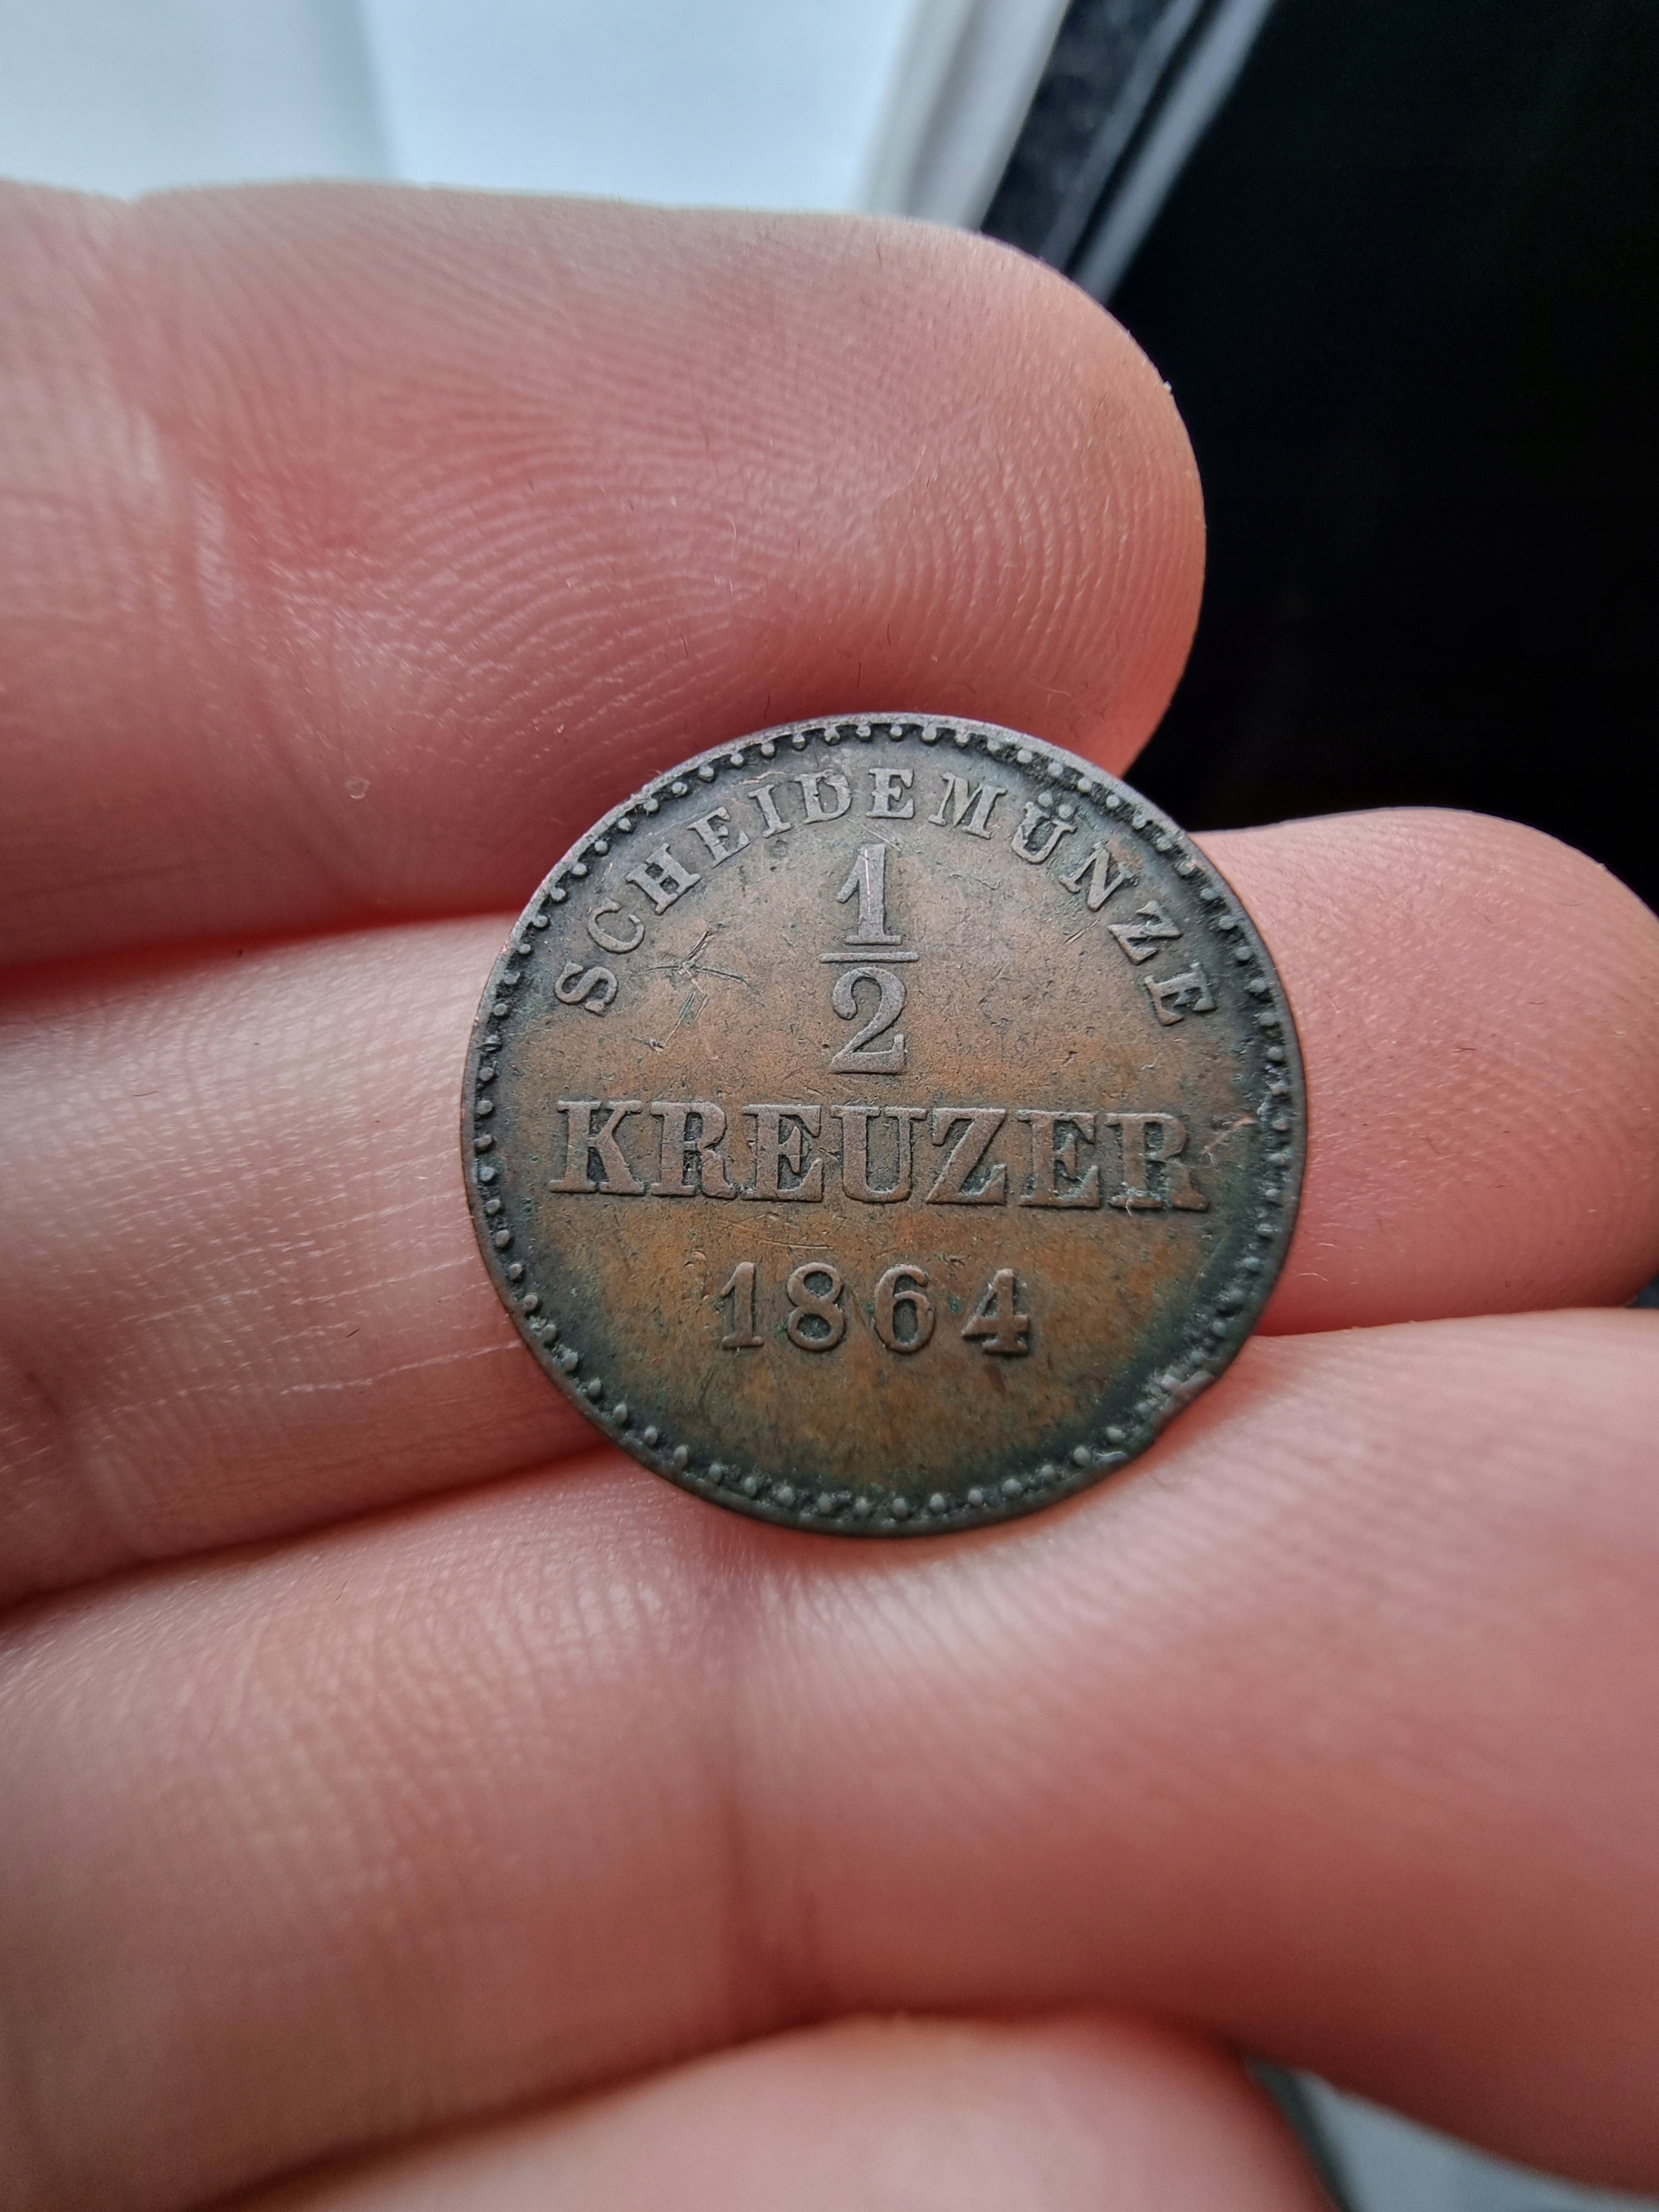 SCHEIDEMÜNZE
1/2
KREUZER
1864